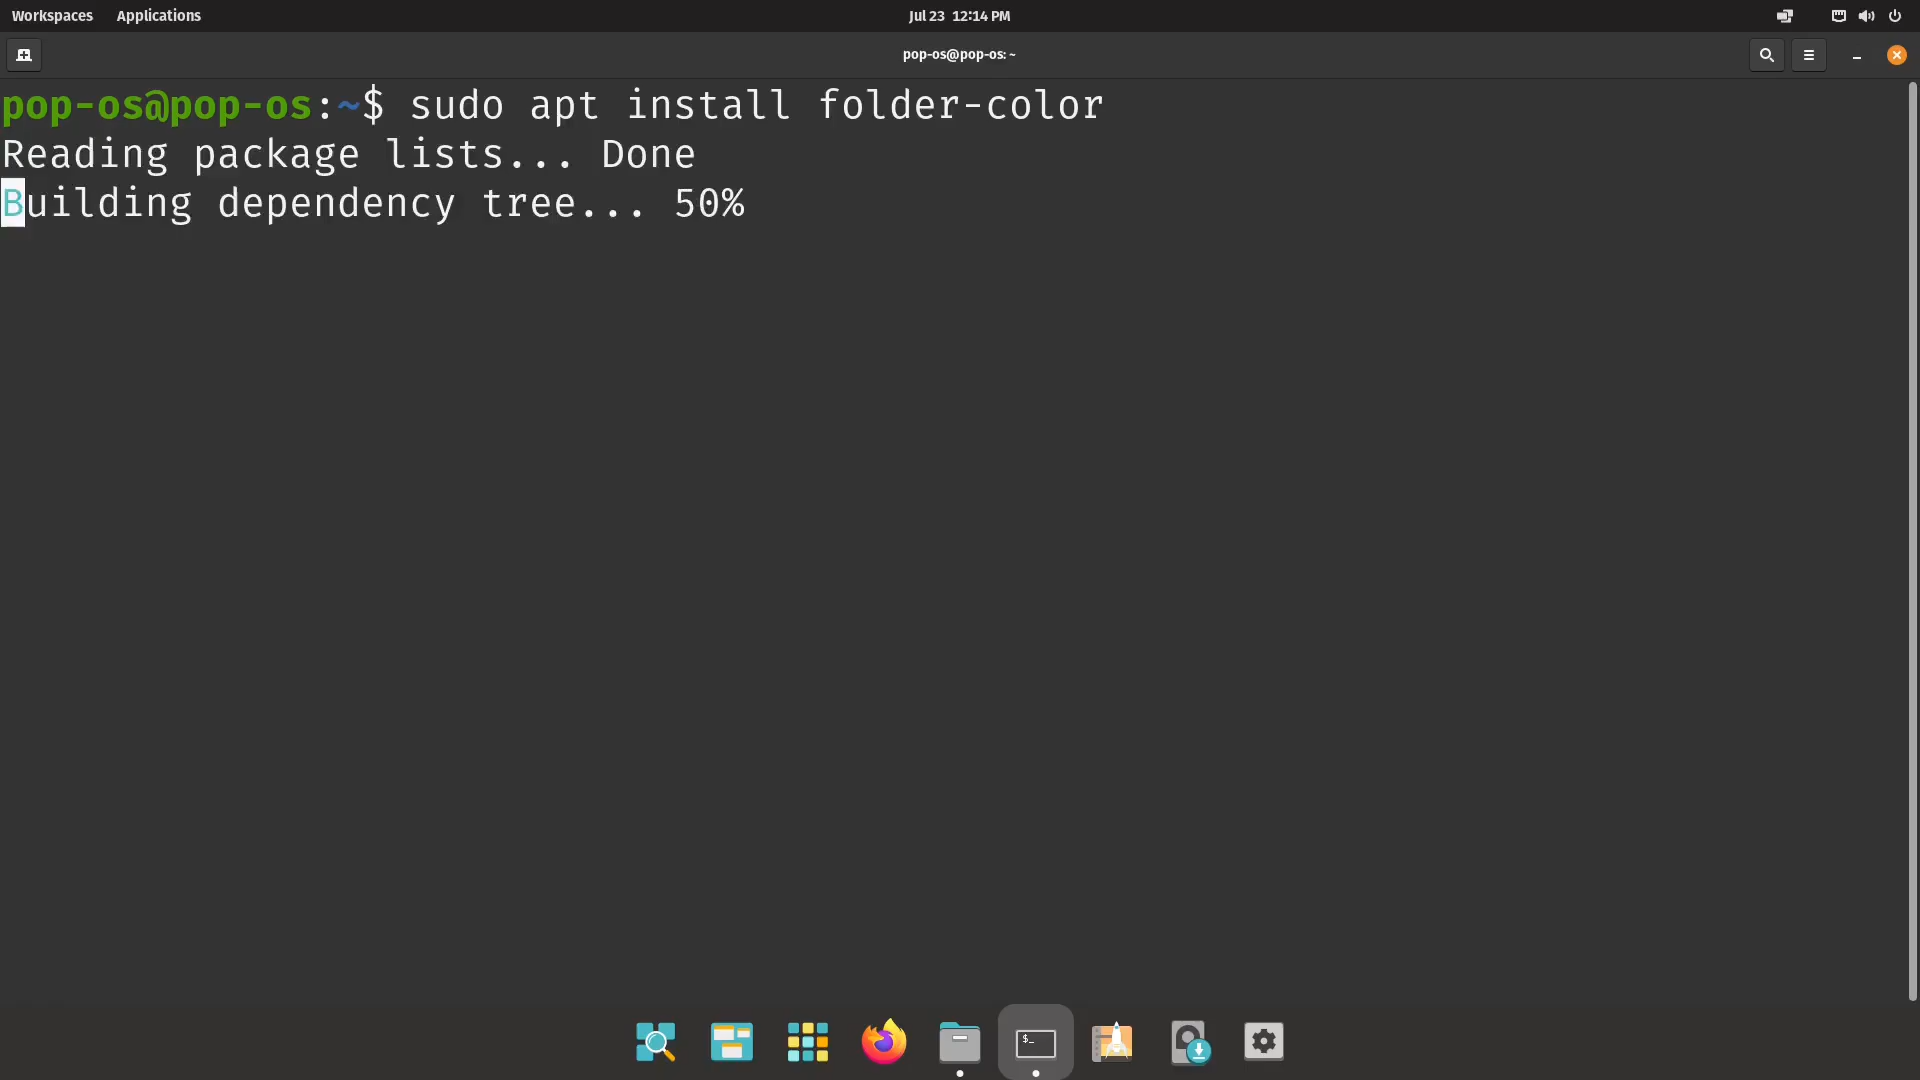 Workspaces Applications Jul 23 12:14 PM
pop-os@pop-os: ~
pop-os@pop-os:~$ sudo apt install folder-color
Reading package lists... Done
Building dependency tree... 50%
$_